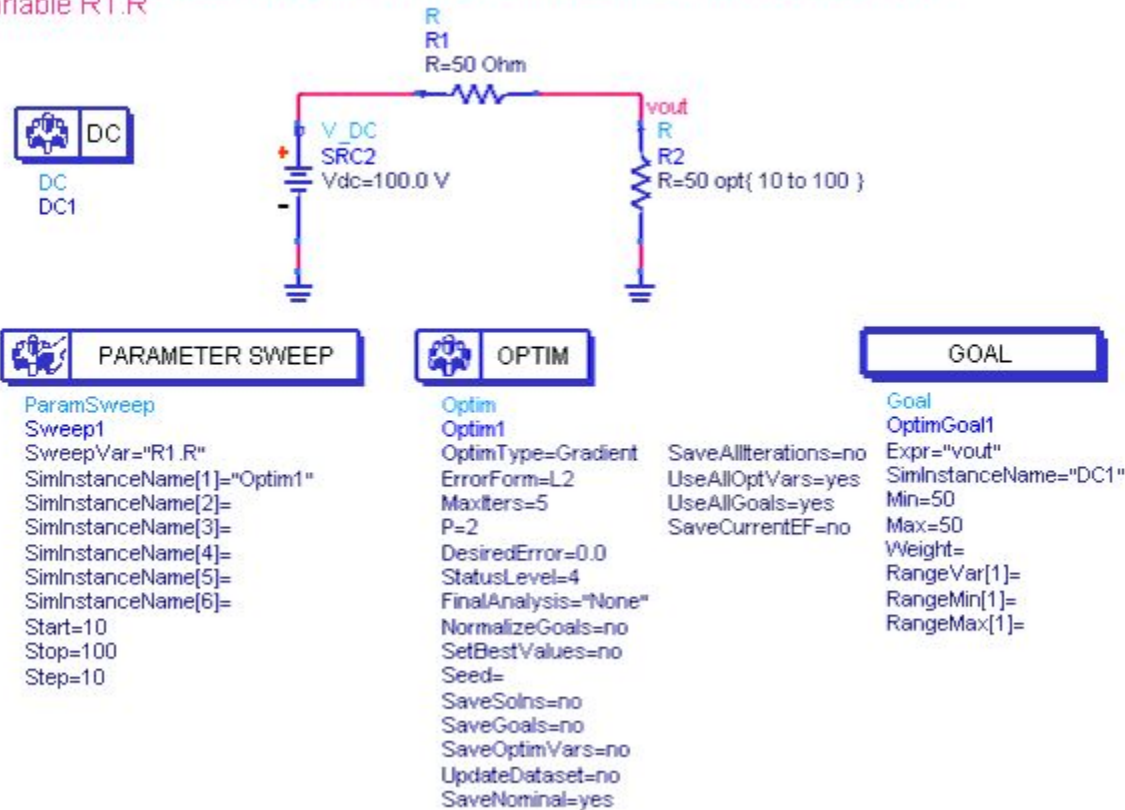 R1.R
R
R1
R=50 Ohm
vout
DC
DC
DC1
V_DC
SRC2
Vdc=100.0 V
R
R2
R=50 opt{ 10 to 100 }
PARAMETER SWEEP
ParamSweep
Sweep1
SweepVar="R1.R"
SimInstanceName[1]="Optim1"
SimInstanceName[2]=
SimInstanceName[3]=
SimInstanceName[4]=
SimInstanceName[5]=
SimInstanceName[6]=
Start=10
Stop=100
Step=10
OPTIM
Optim
Optim1
OptimType=Gradient
ErrorForm=L2
MaxIters=5
P=2
DesiredError=0.0
StatusLevel=4
FinalAnalysis="None"
NormalizeGoals=no
SetBestValues=no
Seed=
SaveSolns=no
SaveGoals=no
SaveOptimVars=no
UpdateDataset=no
SaveNominal=yes
SaveAllIterations=no
UseAllOptVars=yes
UseAllGoals=yes
SaveCurrentEF=no
GOAL
Goal
OptimGoal1
Expr="vout"
SimInstanceName="DC1"
Min=50
Max=50
Weight=
RangeVar[1]=
RangeMin[1]=
RangeMax[1]=